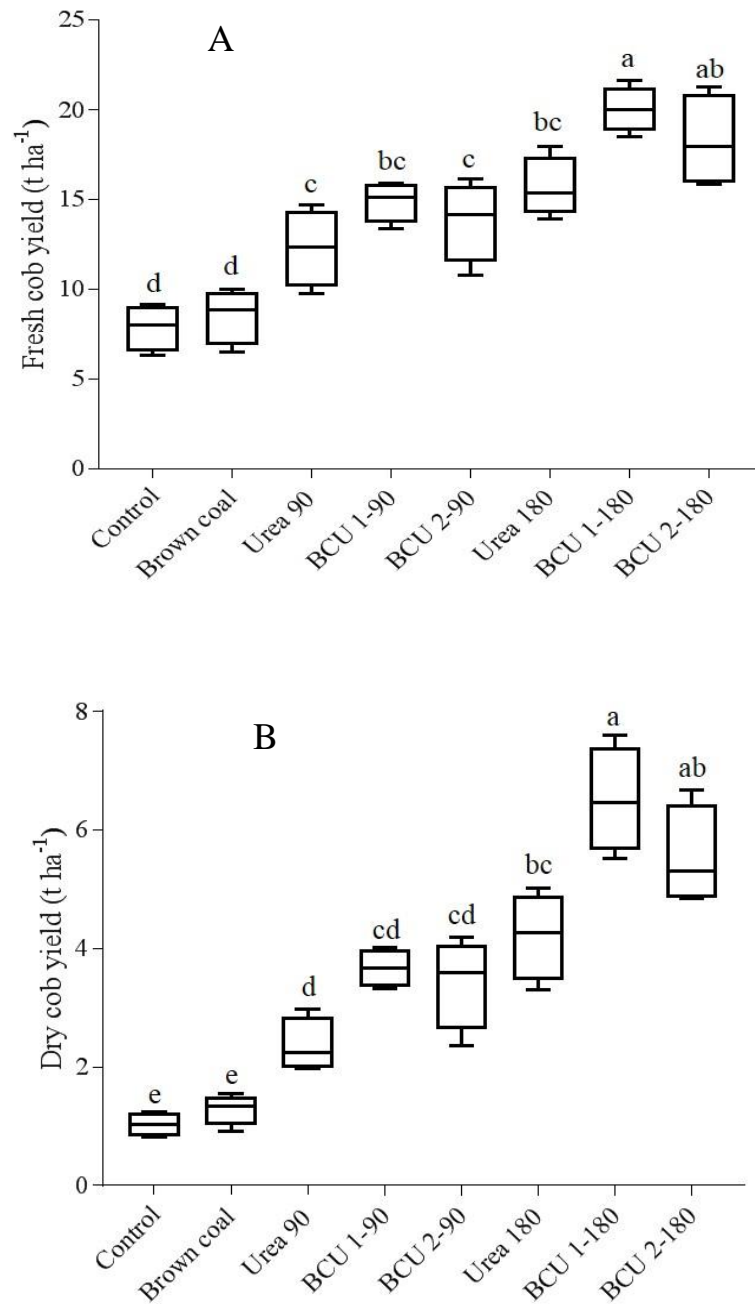 A
Fresh cob yield (t ha⁻¹)
25
20
15
10
5
0
d
d
c
bc
c
bc
a
ab
Control
Brown coal
Urea 90
BCU 1-90
BCU 2-90
Urea 180
BCU 1-180
BCU 2-180
B
Dry cob yield (t ha⁻¹)
8
6
4
2
0
e
e
d
cd
cd
bc
a
ab
Control
Brown coal
Urea 90
BCU 1-90
BCU 2-90
Urea 180
BCU 1-180
BCU 2-180